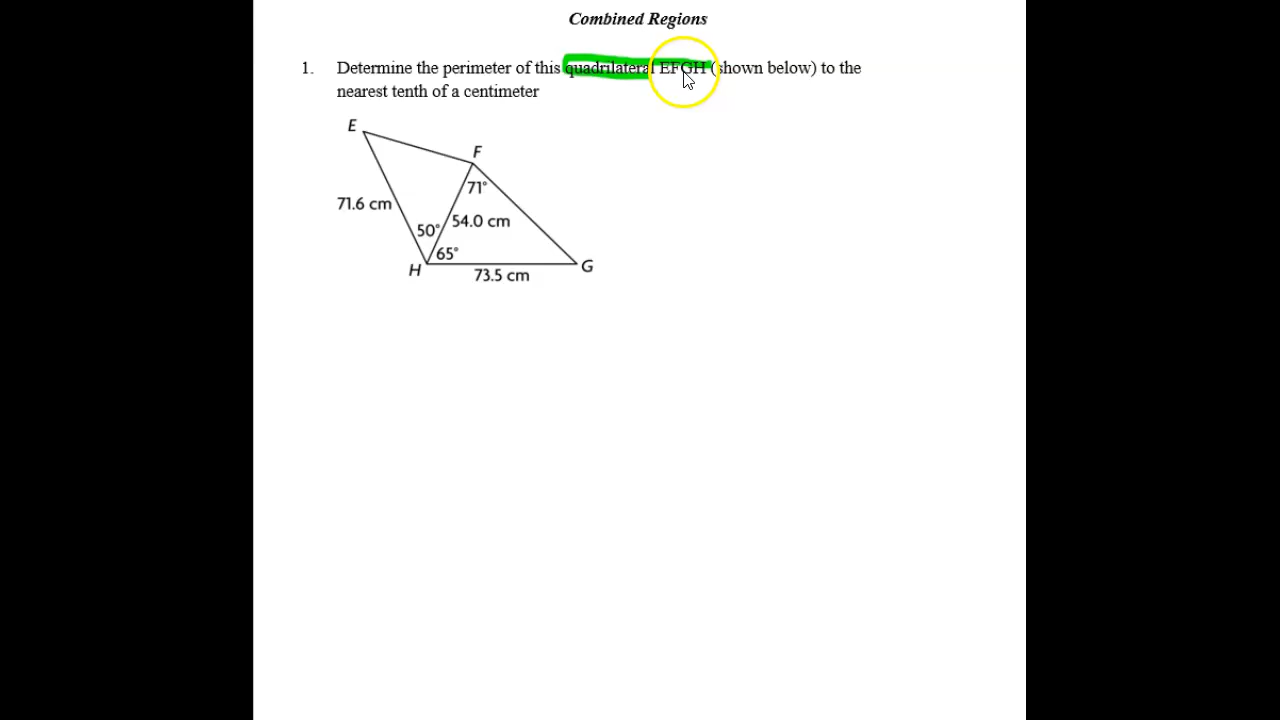 Combined Regions
1. Determine the perimeter of this quadrilateral EFGH (shown below) to the
nearest tenth of a centimeter
E
F
71°
71.6 cm
54.0 cm
50°
65°
H
G
73.5 cm